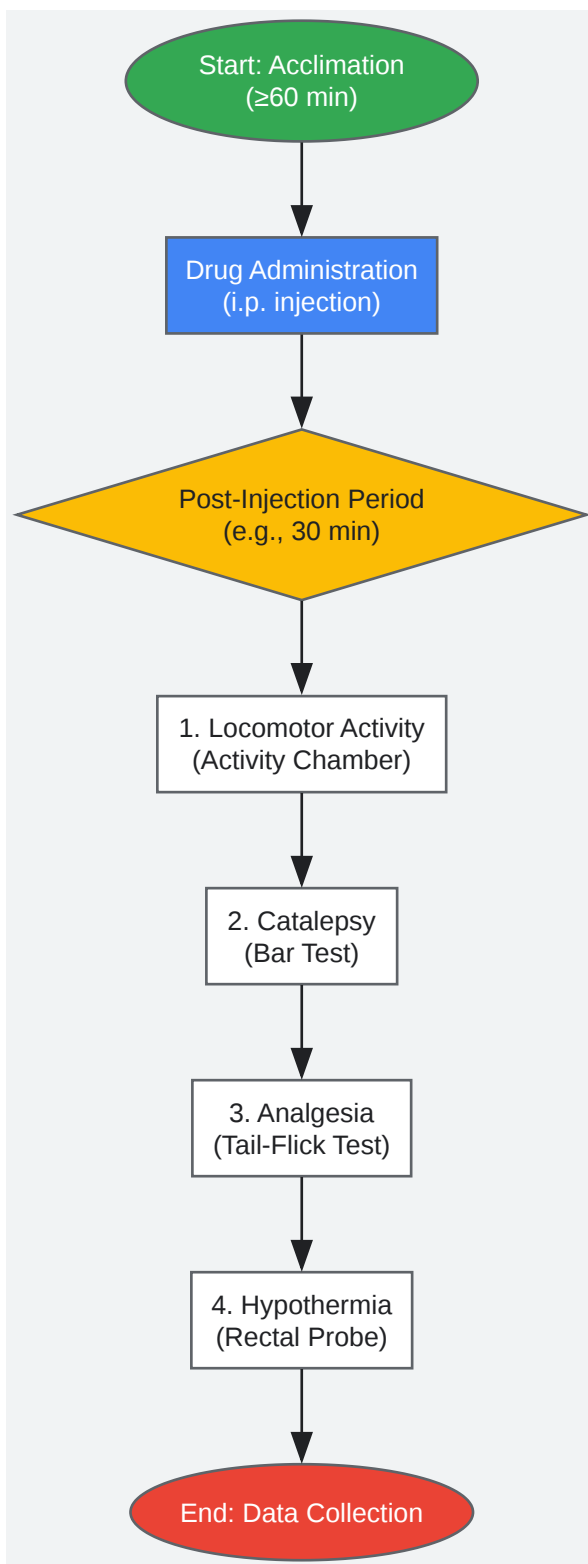 Start: Acclimation
(≥60 min)
Drug Administration
(i.p. injection)
Post-Injection Period
(e.g., 30 min)
1. Locomotor Activity
(Activity Chamber)
2. Catalepsy
(Bar Test)
3. Analgesia
(Tail-Flick Test)
4. Hypothermia
(Rectal Probe)
End: Data Collection